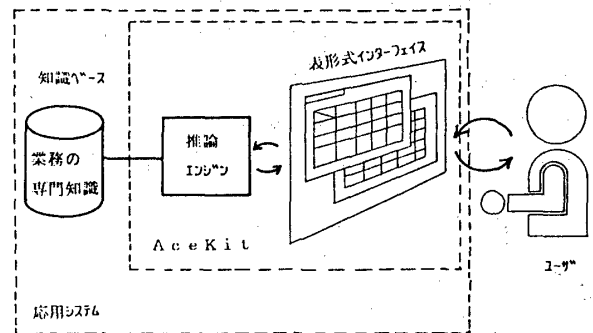 知識ベース
業務の
専門知識
推論
エンジン
表形式インターフェイス
AceKit
ユーザ
応用システム